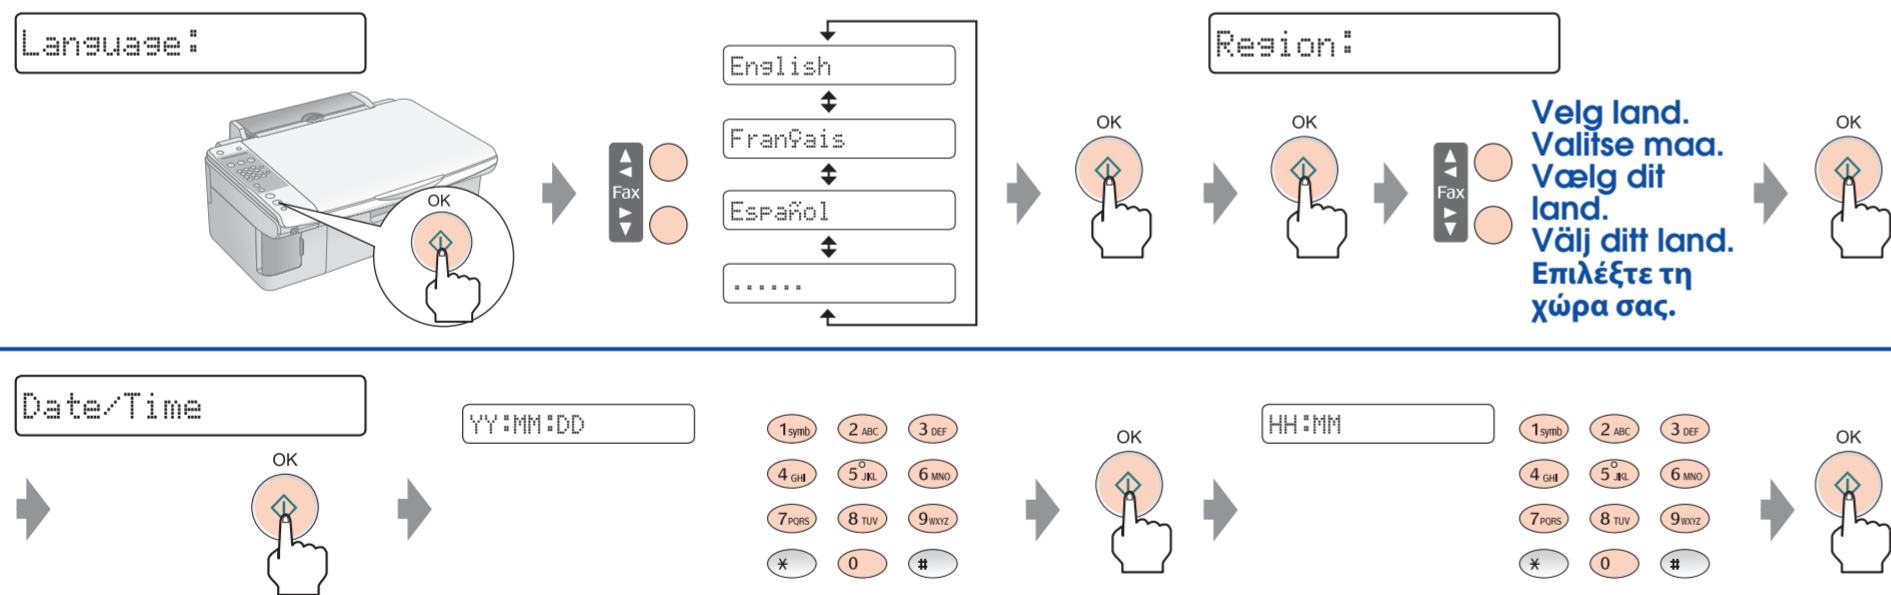 Language:
OK
Fax
English
Français
Español
......
OK
Region:
OK
Fax
Velg land.
Valitse maa.
Vælg dit
land.
Välj ditt land.
Επιλέξτε τη
χώρα σας.
OK
Date/Time
OK
YY:MM:DD
1 symb 2 ABC 3 DEF
4 GHI 5 JKL 6 MNO
7 PQRS 8 TUV 9 WXYZ
* 0 #
OK
HH:MM
1 symb 2 ABC 3 DEF
4 GHI 5 JKL 6 MNO
7 PQRS 8 TUV 9 WXYZ
* 0 #
OK